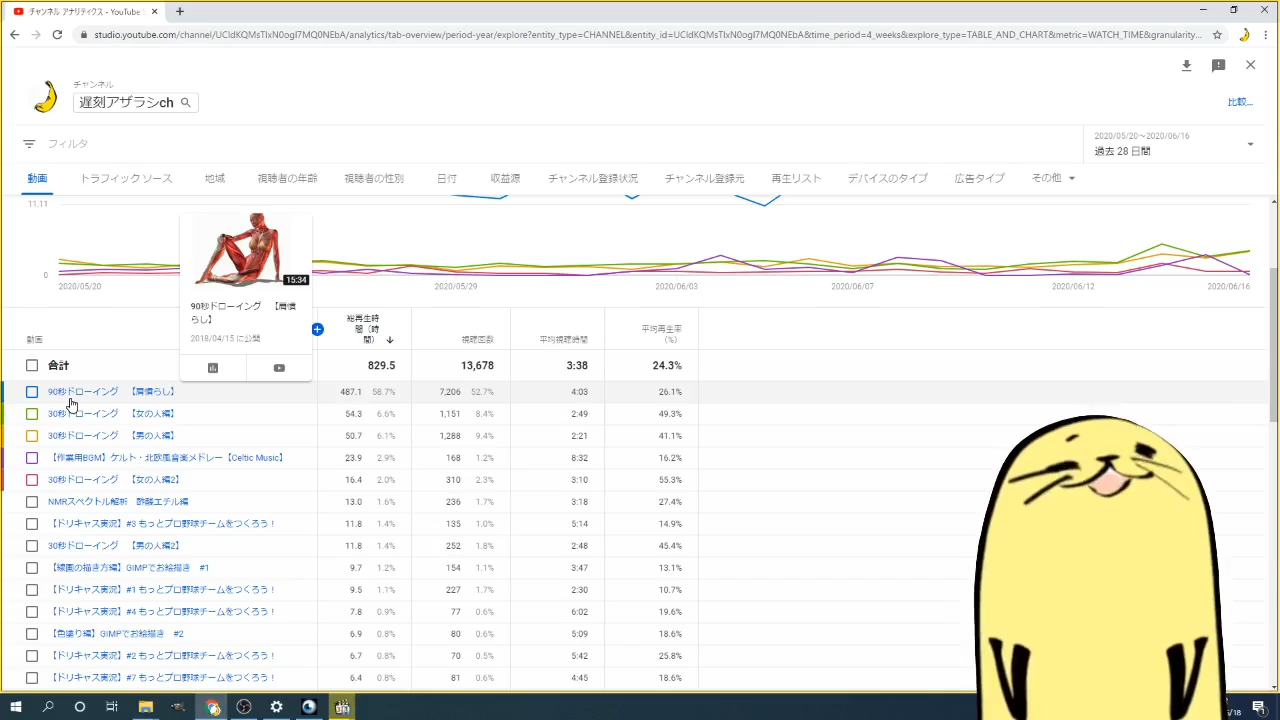 チャンネル アナリティクス - YouTube S
studio.youtube.com/channel/UCldKQMsTlxN0ogI7MQ0NEbA/analytics/tab-overview/period-year/explore?entity_type=CHANNEL&entity_id=UCldKQMsTlxN0ogI7MQ0NEbA&time_period=4_weeks&explore_type=TABLE_AND_CHART&metric=WATCH_TIME&granularity...
チャンネル
遅刻アザラシch
比較...
フィルタ
2020/05/20～2020/06/16
過去 28 日間
動画 トラフィック ソース 地域 視聴者の年齢 視聴者の性別 日付 収益源 チャンネル登録状況 チャンネル登録元 再生リスト デバイスのタイプ 広告タイプ その他
11.11
0
2020/05/20 2020/05/29 2020/06/03 2020/06/07 2020/06/12 2020/06/16
15:34
90秒ドローイング 【肩慣らし】
2018/04/15 に公開
動画 総再生時間（時間） 視聴回数 平均視聴時間 平均再生率（%）
合計 829.5 13,678 3:38 24.3%
90秒ドローイング 【肩慣らし】 487.1 58.7% 7,206 52.7% 4:03 26.1%
30秒ドローイング 【女の人編】 54.3 6.6% 1,151 8.4% 2:49 49.3%
30秒ドローイング 【男の人編】 50.7 6.1% 1,288 9.4% 2:21 41.1%
【作業用BGM】ケルト・北欧風音楽メドレー【Celtic Music】 23.9 2.9% 168 1.2% 8:32 16.2%
30秒ドローイング 【女の人編2】 16.4 2.0% 310 2.3% 3:10 55.3%
NMRスペクトル解析 酢酸エチル編 13.0 1.6% 236 1.7% 3:18 27.4%
【ドリキャス実況】#3 もっとプロ野球チームをつくろう！ 11.8 1.4% 135 1.0% 5:14 14.9%
30秒ドローイング 【男の人編2】 11.8 1.4% 252 1.8% 2:48 45.4%
【線画の描き方編】GIMPでお絵描き #1 9.7 1.2% 154 1.1% 3:47 13.1%
【ドリキャス実況】#1 もっとプロ野球チームをつくろう！ 9.5 1.1% 227 1.7% 2:30 10.7%
【ドリキャス実況】#4 もっとプロ野球チームをつくろう！ 7.8 0.9% 77 0.6% 6:02 19.6%
【色塗り編】GIMPでお絵描き #2 6.9 0.8% 80 0.6% 5:09 18.6%
【ドリキャス実況】#2 もっとプロ野球チームをつくろう！ 6.7 0.8% 70 0.5% 5:42 25.8%
【ドリキャス実況】#7 もっとプロ野球チームをつくろう！ 6.4 0.8% 81 0.6% 4:45 18.6%
/18